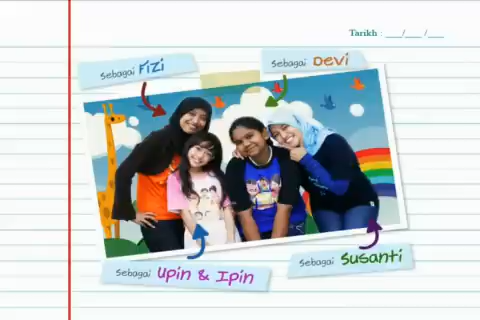 Tarikh : ___/___ /___
sebagai Fizi
sebagai Devi
sebagai Upin & Ipin
sebagai Susanti